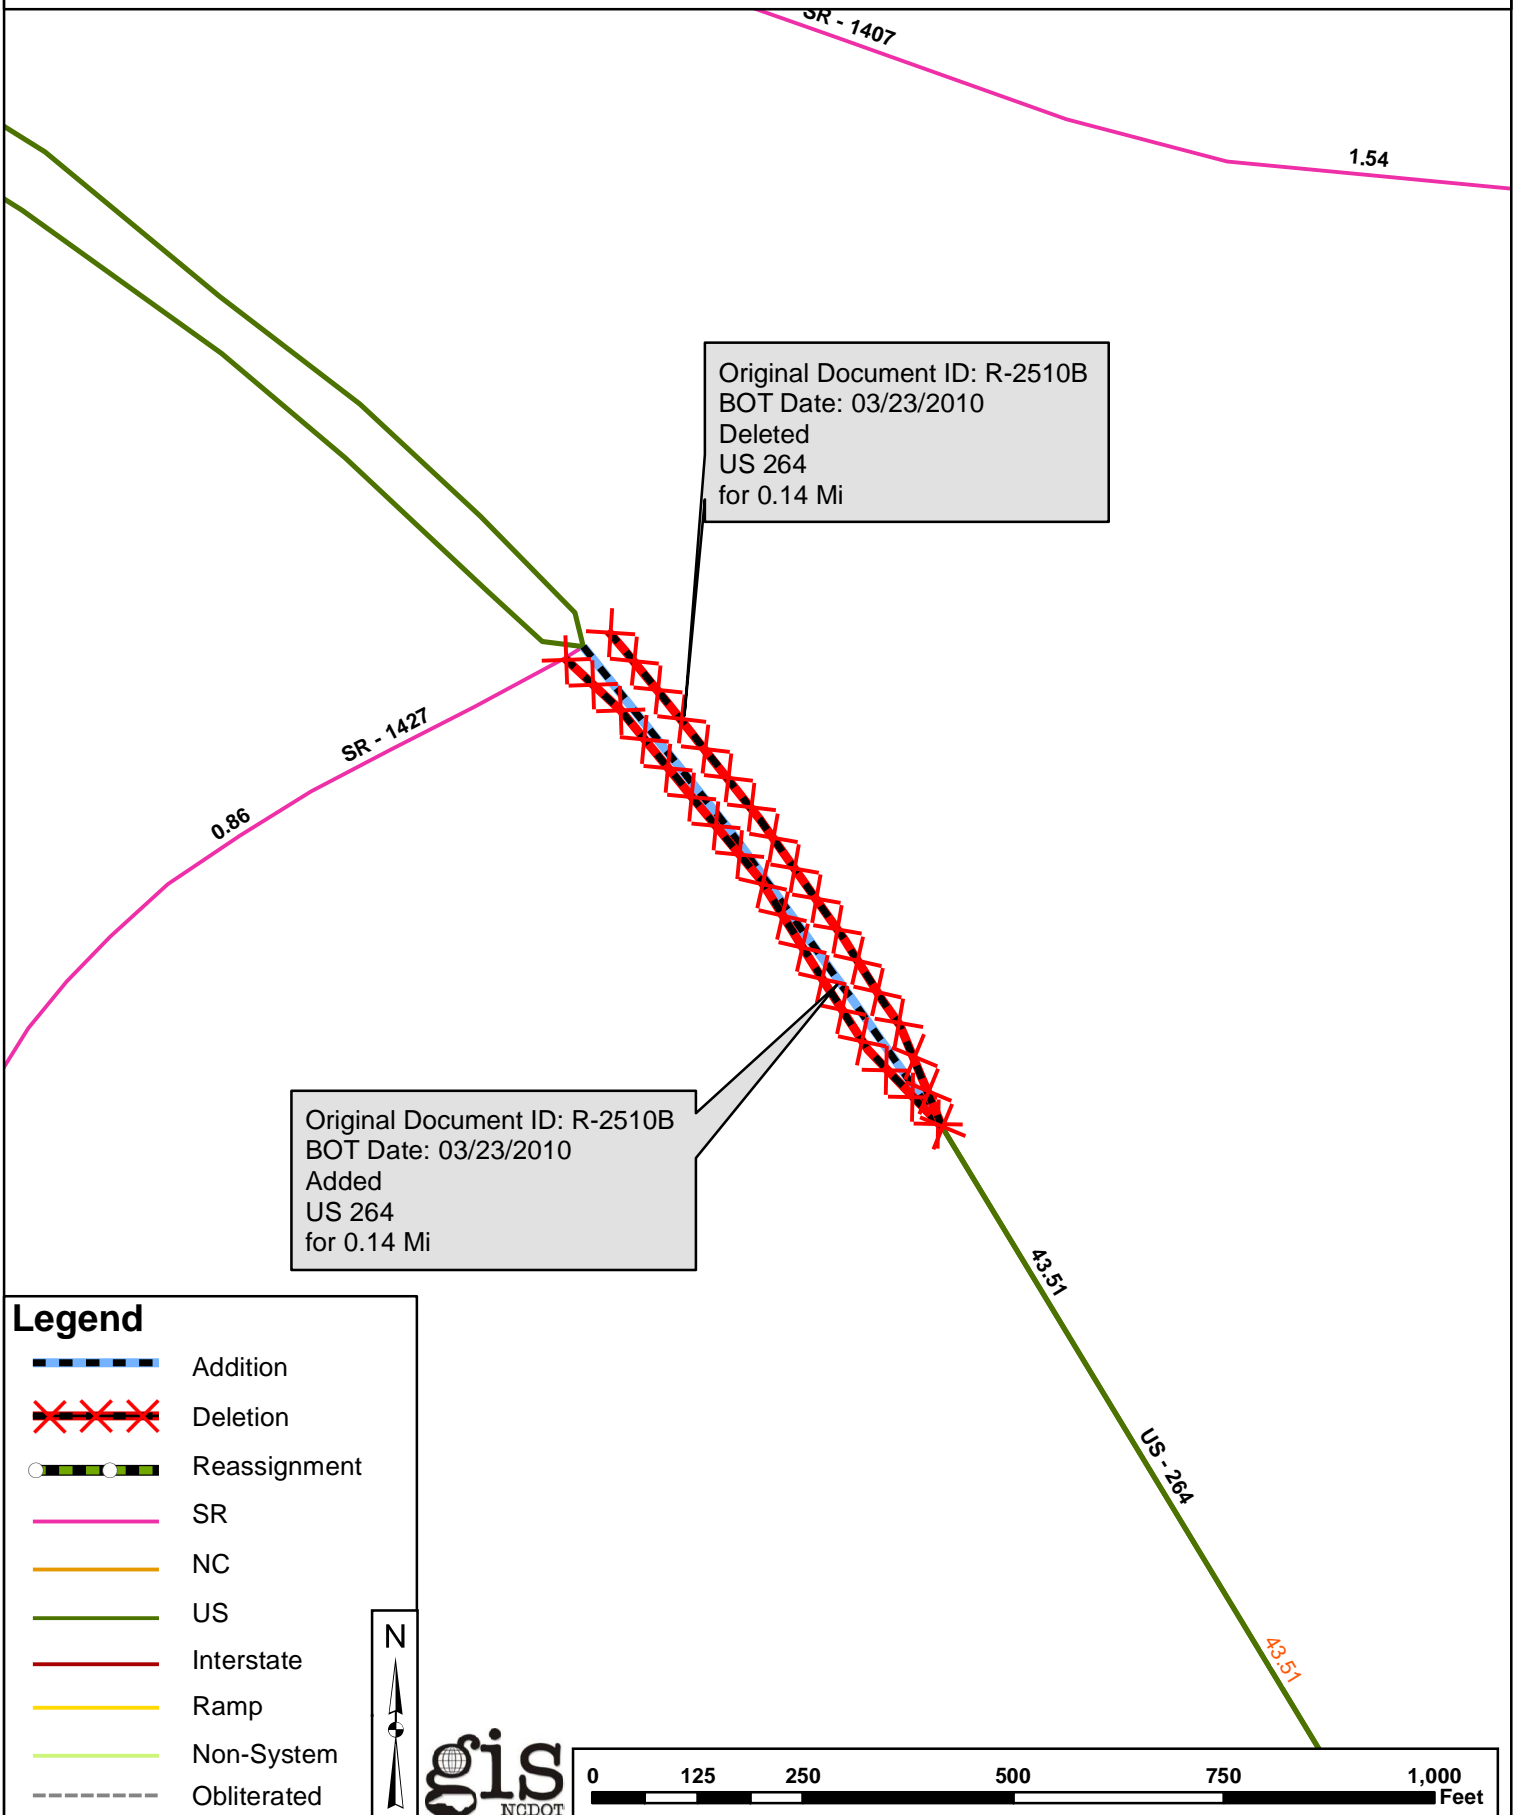 SR - 1407
1.54
Original Document ID: R-2510B
BOT Date: 03/23/2010
Deleted
US 264
for 0.14 Mi
SR - 1427
0.86
Original Document ID: R-2510B
BOT Date: 03/23/2010
Added
US 264
for 0.14 Mi
43.51
US - 264
43.51
Legend
Addition
Deletion
Reassignment
SR
NC
US
Interstate
Ramp
Non-System
Obliterated
N
gis
NCDOT
0 125 250 500 750 1,000
Feet